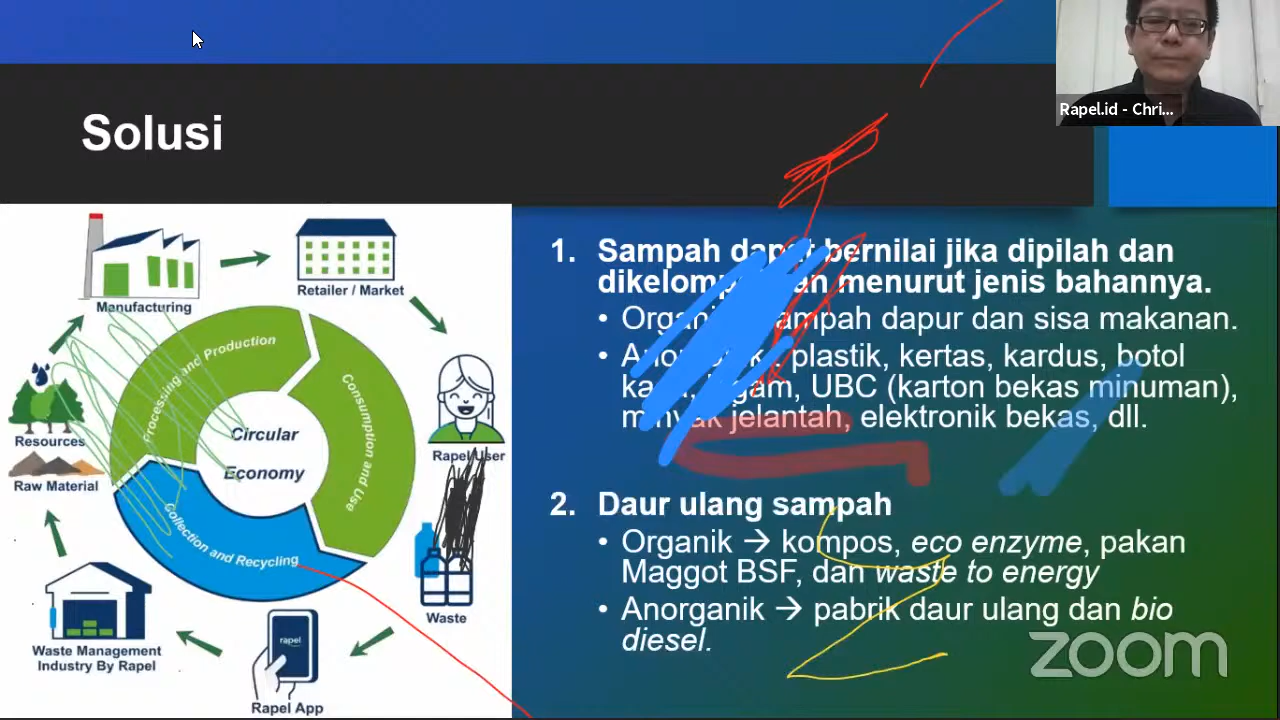 Rapel.id - Chri...
Solusi
Manufacturing
Retailer / Market
Processing and Production
Consumption and Use
Collection and Recycling
Circular
Economy
Resources
Raw Material
Rapel User
Waste
Waste Management
Industry By Rapel
rapel
Rapel App
1. Sampah dapat bernilai jika dipilah dan
menurut jenis bahannya.
• sampah dapur dan sisa makanan.
• plastik, kertas, kardus, botol
UBC (karton bekas minuman),
minyak jelantah, elektronik bekas, dll.
2. Daur ulang sampah
• Organik → kompos, eco enzyme, pakan
Maggot BSF, dan waste to energy
• Anorganik → pabrik daur ulang dan bio
diesel.
zoom